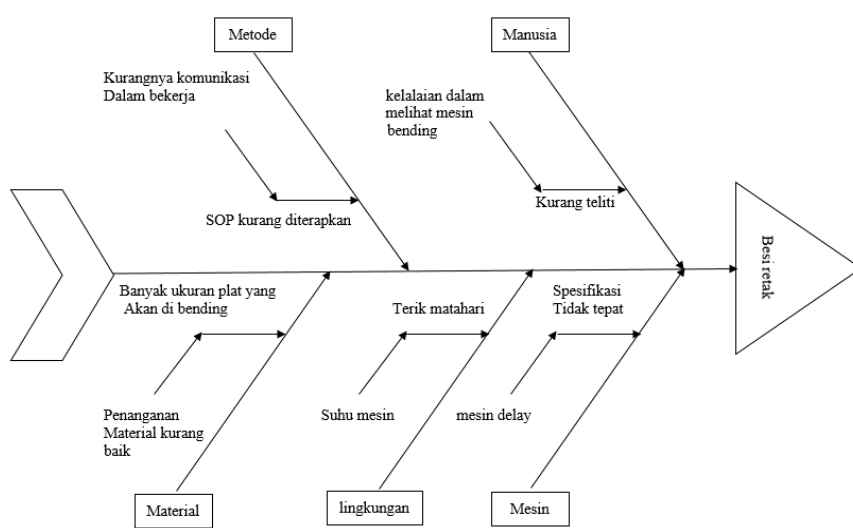 Metode
Manusia
Kurangnya komunikasi
Dalam bekerja
kelalaian dalam
melihat mesin
bending
SOP kurang diterapkan
Kurang teliti
Besi retak
Banyak ukuran plat yang
Akan di bending
Terik matahari
Spesifikasi
Tidak tepat
Penanganan
Material kurang
baik
Suhu mesin
mesin delay
Material
lingkungan
Mesin